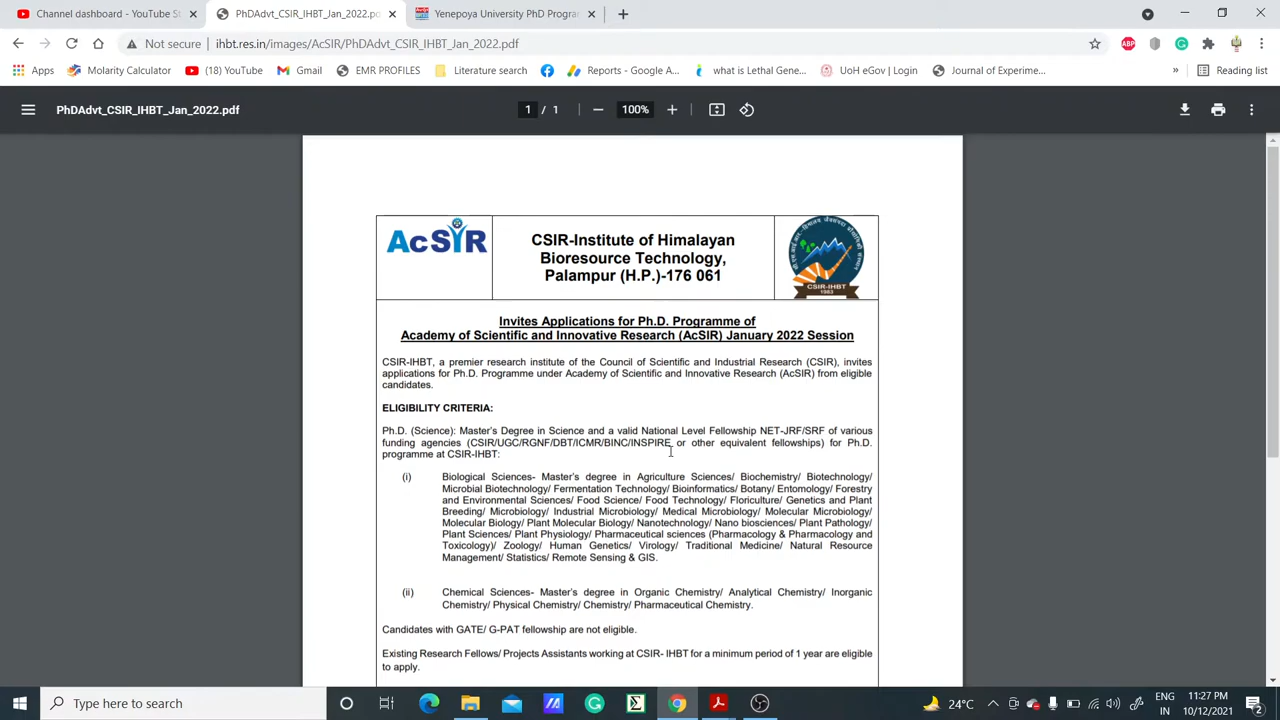 Channel dashboard - YouTube St
PhDAdvt_CSIR_IHBT_Jan_2022.p
Yenepoya University PhD Progra
Not secure
ihbt.res.in/images/AcSIR/PhDAdvt_CSIR_IHBT_Jan_2022.pdf
ABP
Apps
Molarity Calculator
(18) YouTube
Gmail
EMR PROFILES
Literature search
Reports - Google A...
what is Lethal Gene...
UoH eGov | Login
Journal of Experime...
»
Reading list
PhDAdvt_CSIR_IHBT_Jan_2022.pdf
1 / 1
100%
AcSIR
CSIR-Institute of Himalayan
Bioresource Technology,
Palampur (H.P.)-176 061
CSIR-IHBT
1983
Invites Applications for Ph.D. Programme of
Academy of Scientific and Innovative Research (AcSIR) January 2022 Session
CSIR-IHBT, a premier research institute of the Council of Scientific and Industrial Research (CSIR), invites
applications for Ph.D. Programme under Academy of Scientific and Innovative Research (AcSIR) from eligible
candidates.
ELIGIBILITY CRITERIA:
Ph.D. (Science): Master's Degree in Science and a valid National Level Fellowship NET-JRF/SRF of various
funding agencies (CSIR/UGC/RGNF/DBT/ICMR/BINC/INSPIRE or other equivalent fellowships) for Ph.D.
programme at CSIR-IHBT:
(i) Biological Sciences- Master's degree in Agriculture Sciences/ Biochemistry/ Biotechnology/
Microbial Biotechnology/ Fermentation Technology/ Bioinformatics/ Botany/ Entomology/ Forestry
and Environmental Sciences/ Food Science/ Food Technology/ Floriculture/ Genetics and Plant
Breeding/ Microbiology/ Industrial Microbiology/ Medical Microbiology/ Molecular Microbiology/
Molecular Biology/ Plant Molecular Biology/ Nanotechnology/ Nano biosciences/ Plant Pathology/
Plant Sciences/ Plant Physiology/ Pharmaceutical sciences (Pharmacology & Pharmacology and
Toxicology)/ Zoology/ Human Genetics/ Virology/ Traditional Medicine/ Natural Resource
Management/ Statistics/ Remote Sensing & GIS.
(ii) Chemical Sciences- Master's degree in Organic Chemistry/ Analytical Chemistry/ Inorganic
Chemistry/ Physical Chemistry/ Chemistry/ Pharmaceutical Chemistry.
Candidates with GATE/ G-PAT fellowship are not eligible.
Existing Research Fellows/ Projects Assistants working at CSIR- IHBT for a minimum period of 1 year are eligible
to apply.
Type here to search
24°C
ENG
IN
11:27 PM
10/12/2021
2